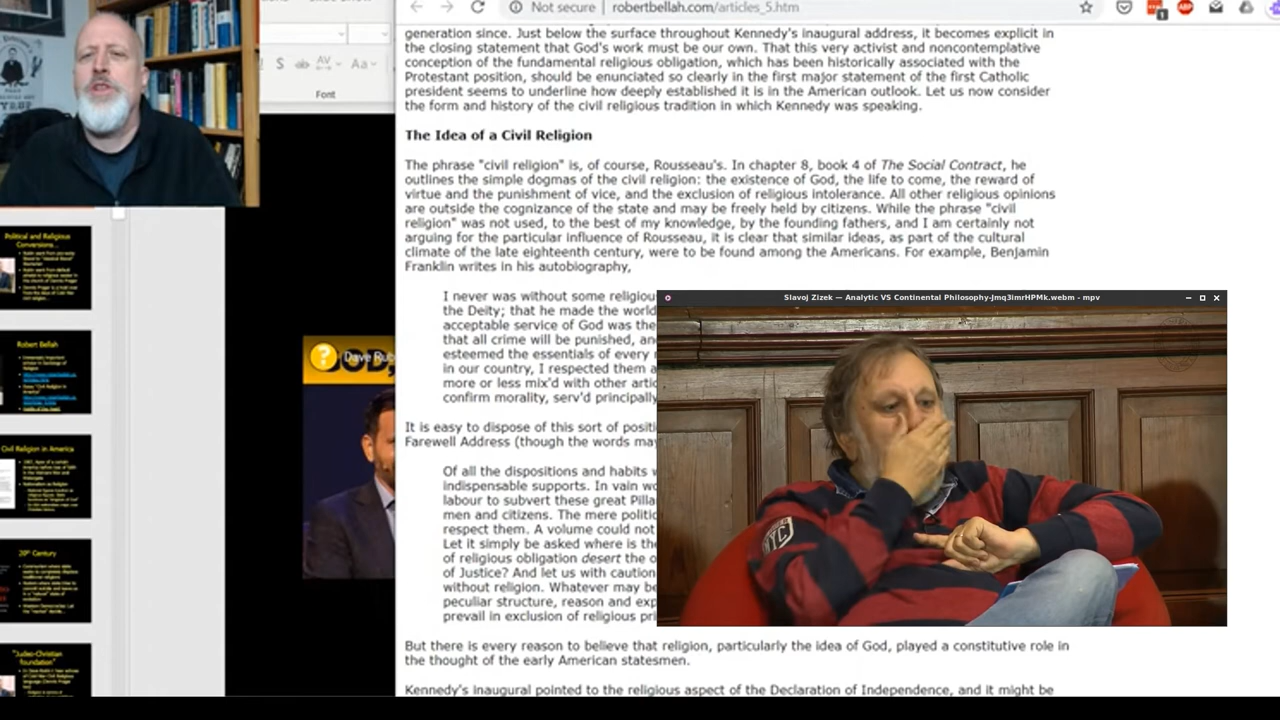 Not secure | robertbellah.com/articles_5.htm
1
ABP
$ ab AV Aa
Font
generation since. Just below the surface throughout Kennedy's inaugural address, it becomes explicit in
the closing statement that God's work must be our own. That this very activist and noncontemplative
conception of the fundamental religious obligation, which has been historically associated with the
Protestant position, should be enunciated so clearly in the first major statement of the first Catholic
president seems to underline how deeply established it is in the American outlook. Let us now consider
the form and history of the civil religious tradition in which Kennedy was speaking.
The Idea of a Civil Religion
The phrase "civil religion" is, of course, Rousseau's. In chapter 8, book 4 of The Social Contract, he
outlines the simple dogmas of the civil religion: the existence of God, the life to come, the reward of
virtue and the punishment of vice, and the exclusion of religious intolerance. All other religious opinions
are outside the cognizance of the state and may be freely held by citizens. While the phrase "civil
religion" was not used, to the best of my knowledge, by the founding fathers, and I am certainly not
arguing for the particular influence of Rousseau, it is clear that similar ideas, as part of the cultural
climate of the late eighteenth century, were to be found among the Americans. For example, Benjamin
Franklin writes in his autobiography,
I never was without some religiou
the Deity; that he made the world
acceptable service of God was the
that all crime will be punished, an
esteemed the essentials of every
in our country, I respected them a
more or less mix'd with other artic
confirm morality, serv'd principally
It is easy to dispose of this sort of positi
Farewell Address (though the words may
Of all the dispositions and habits w
indispensable supports. In vain wo
labour to subvert these great Pilla
men and citizens. The mere politic
respect them. A volume could not
Let it simply be asked where is the
of religious obligation desert the o
of Justice? And let us with caution
without religion. Whatever may be
peculiar structure, reason and exp
prevail in exclusion of religious pri
But there is every reason to believe that religion, particularly the idea of God, played a constitutive role in
the thought of the early American statesmen.
Kennedy's inaugural pointed to the religious aspect of the Declaration of Independence, and it might be
Slavoj Zizek — Analytic VS Continental Philosophy-Jmq3imrHPMk.webm - mpv
NYC
Political and Religious
Conversions...
Robert Bellah
Civil Religion in America
20th Century
"Judeo-Christian
foundation"
? Dave Rub
GOD,